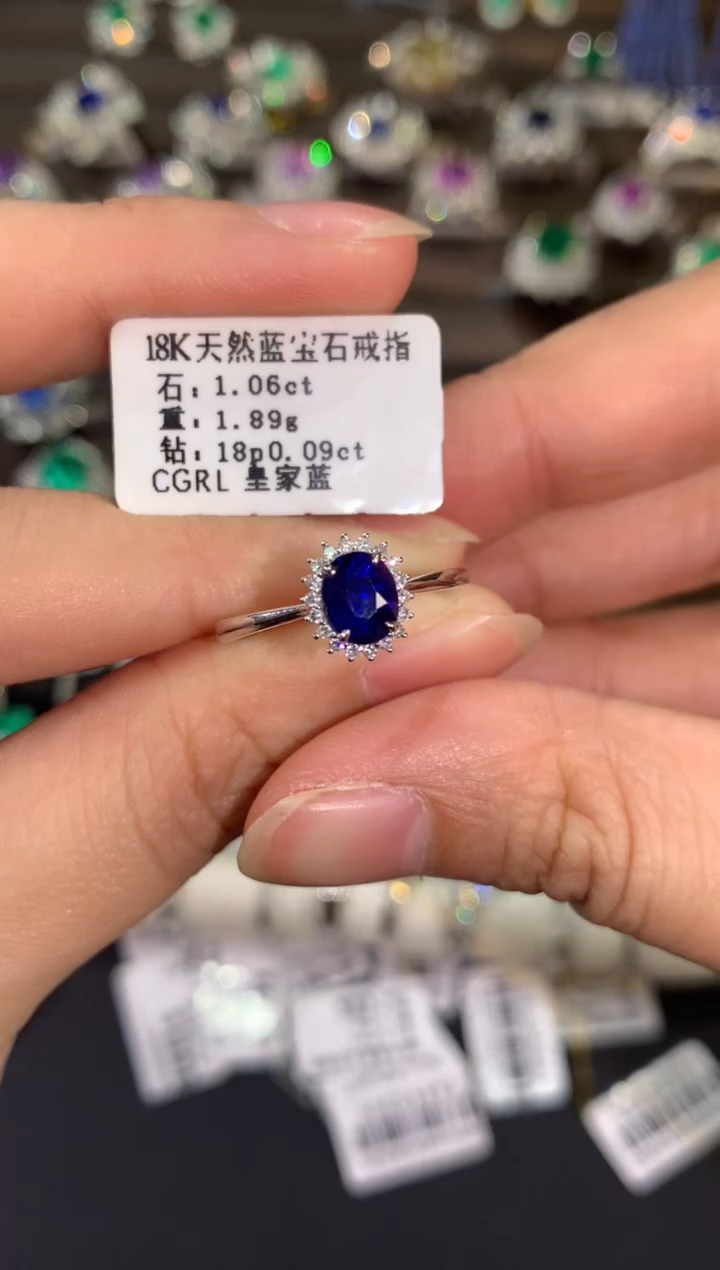 18K天然蓝宝石戒指
石: 1.06ct
重: 1.89g
钻: 18p0.09ct
CGRL 皇家蓝